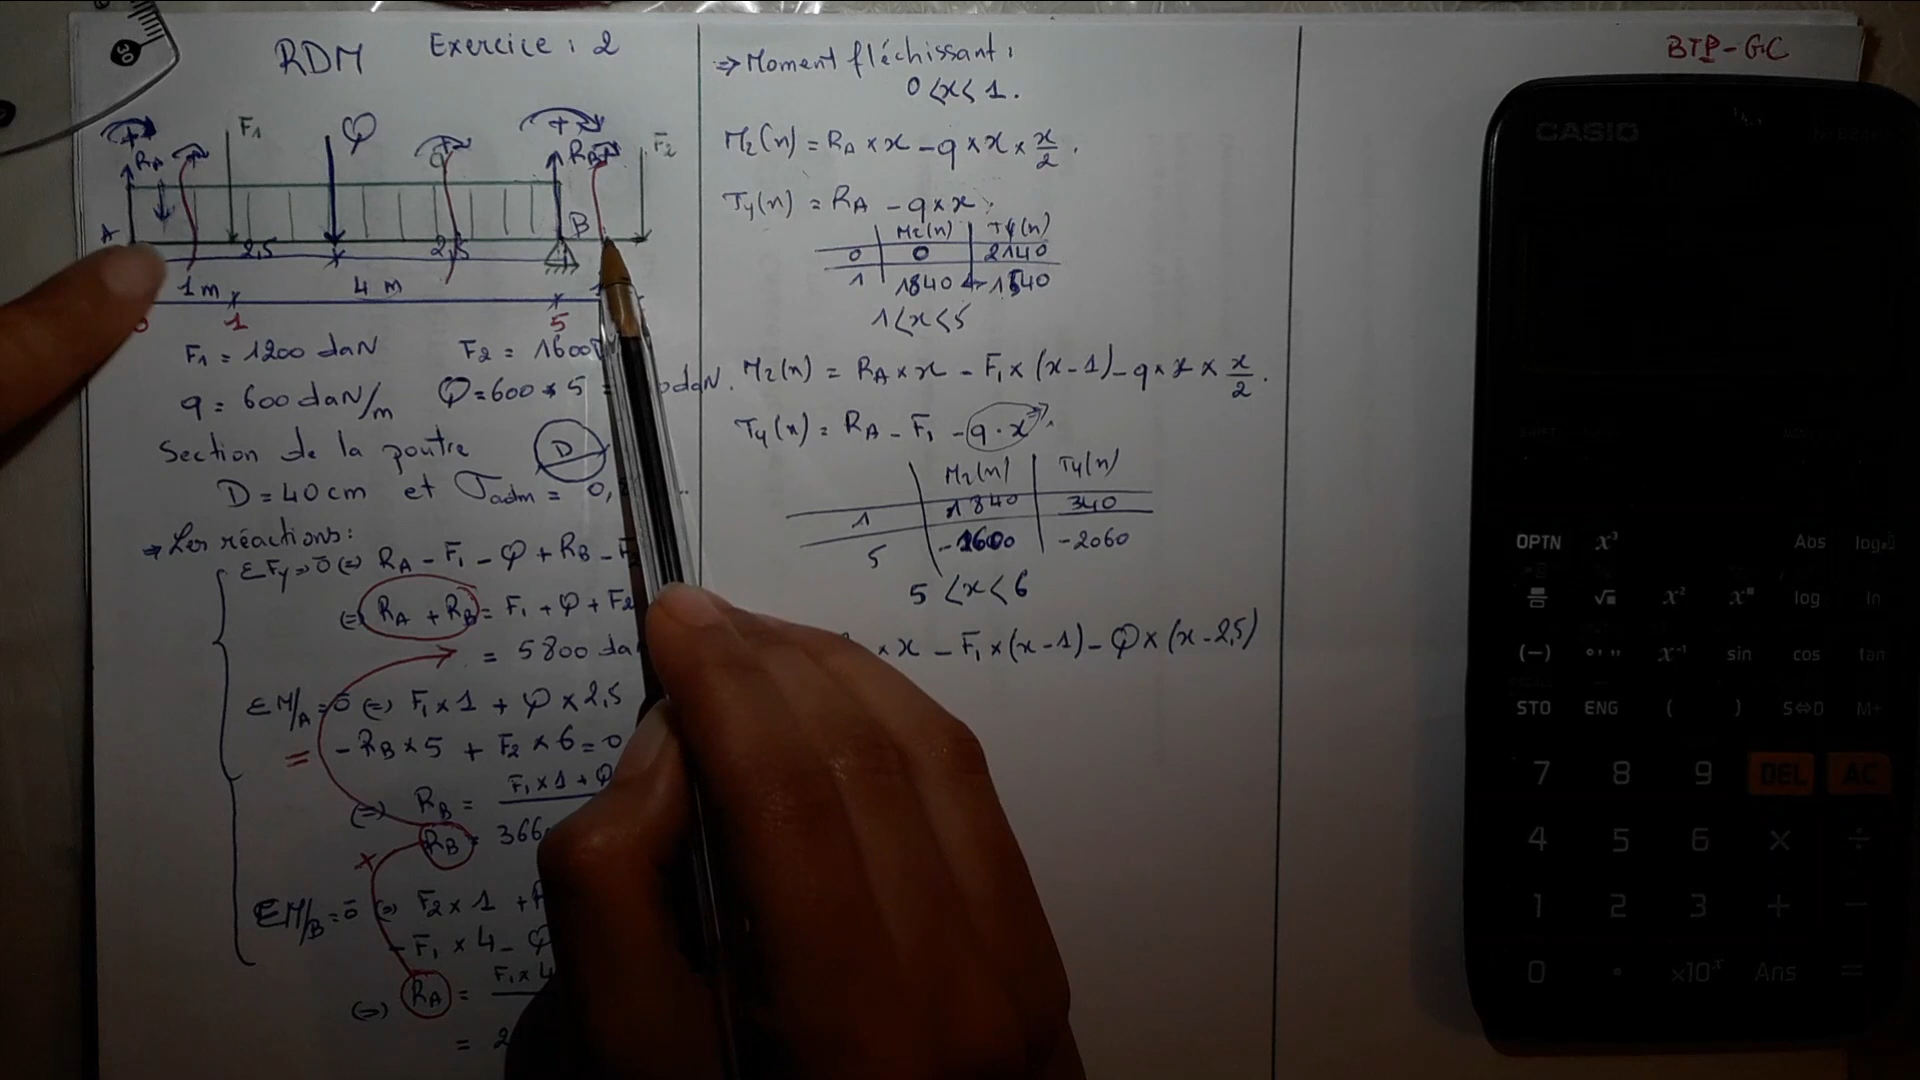 RDM Exercice : 2
F1 Q F2
RA RB
A B
2,5 2,5
1m 4 m
1 5
F1 = 1200 daN F2 = 1600
q = 600 daN/m Q = 600 * 5 =
Section de la poutre D
D = 40 cm et σadm = 0,
→ Les réactions :
ΣFy = 0 (=) RA - F1 - Q + RB -
(=) RA + RB = F1 + Q + F2
= 5800
ΣM/A = 0 (=) F1 x 1 + Q x 2,5
- RB x 5 + F2 x 6 = 0
(=) RB = F1 x 1 +
RB = 366
ΣM/B = 0 (=) F2 x 1 +
- F1 x 4 - Q
(=) RA = F1 x 4
= 2
⇒ Moment fléchissant :
0 < x < 1.
Mz(x) = RA x x - q x x x x/2.
Ty(x) = RA - q x x
Mz(x) Ty(x)
0 0 2140
1 1840 1540
1 < x < 5
Mz(x) = RA x x - F1 x (x - 1) - q x x x x/2.
Ty(x) = RA - F1 - q . x
Mz(x) Ty(x)
1 1840 340
5 -1600 -2060
5 < x < 6
x x - F1 x (x - 1) - Q x (x - 2,5)
BTP-GC
CASIO
OPTN x³ Abs
√ x² log ln
(−) °’” x⁻¹ sin cos tan
STO ENG ( ) S⇔D M+
7 8 9 DEL AC
4 5 6 × ÷
1 2 3 + −
0 . ×10ˣ Ans =